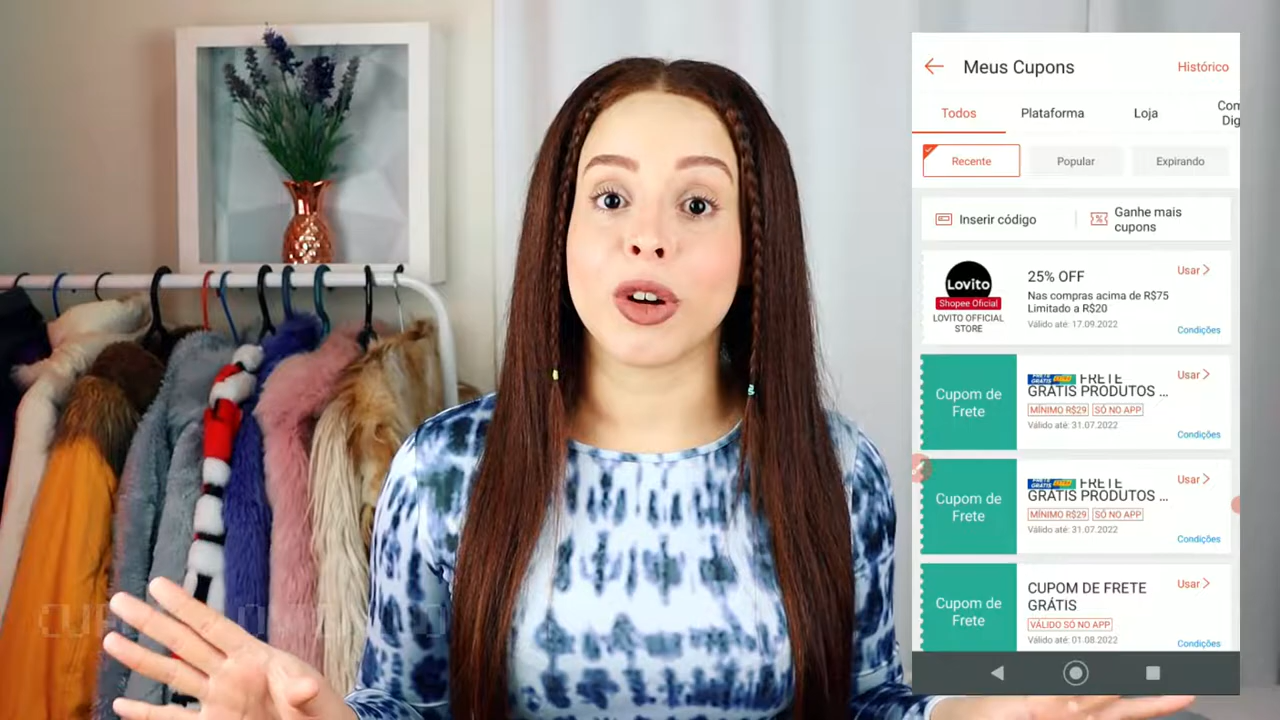 Meus Cupons
Histórico
Todos
Plataforma
Loja
Recente
Popular
Expirando
Inserir código
Ganhe mais
cupons
Lovito
Shopee Oficial
LOVITO OFFICIAL
STORE
25% OFF
Nas compras acima de R$75
Limitado a R$20
Válido até: 17.09.2022
Usar
Condições
Cupom de
Frete
FRETE
GRÁTIS PRODUTOS ...
MÍNIMO R$29 SÓ NO APP
Válido até: 31.07.2022
Usar
Condições
Cupom de
Frete
FRETE
GRÁTIS PRODUTOS ...
MÍNIMO R$29 SÓ NO APP
Válido até: 31.07.2022
Usar
Condições
Cupom de
Frete
CUPOM DE FRETE
GRÁTIS
VÁLIDO SÓ NO APP
Válido até: 01.08.2022
Usar
Condições